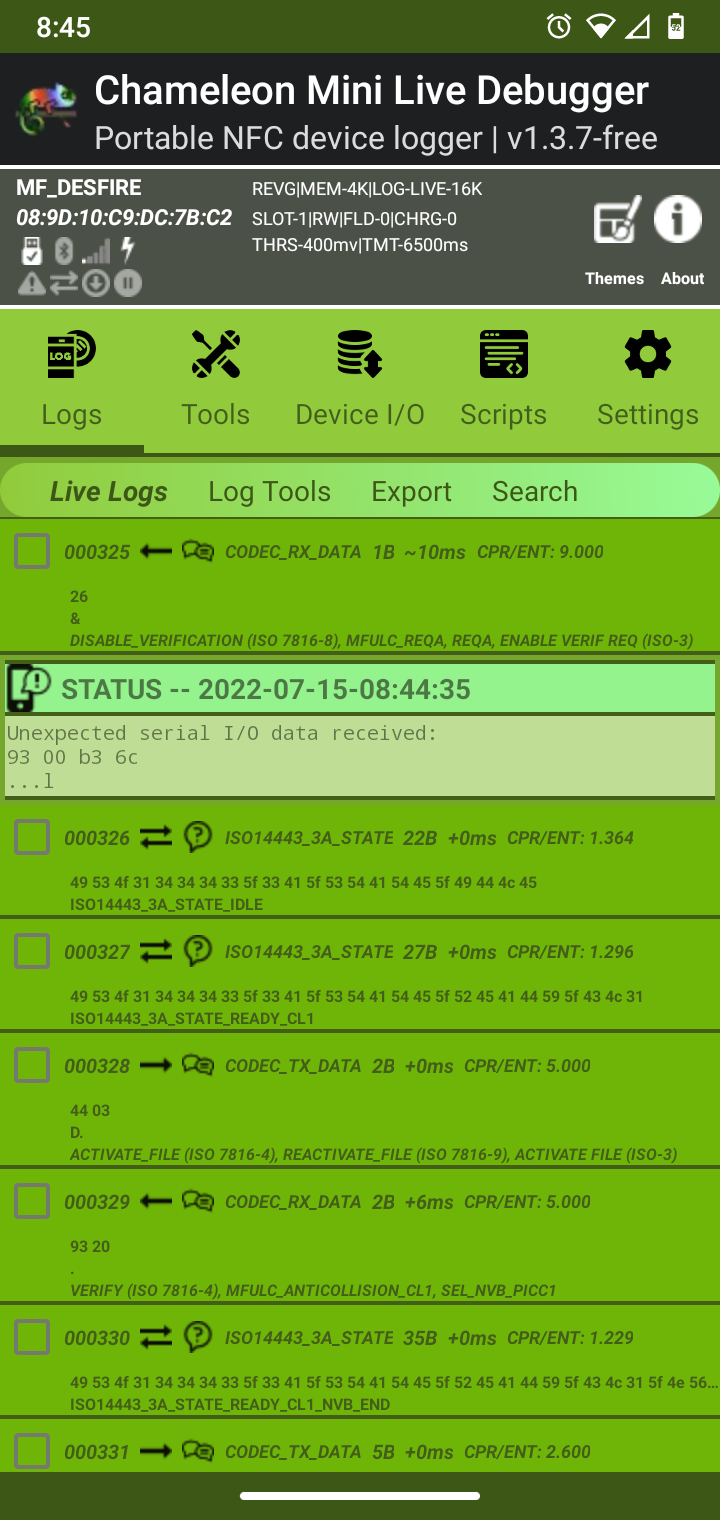 8:45
Chameleon Mini Live Debugger
Portable NFC device logger | v1.3.7-free
MF_DESFIRE
08:9D:10:C9:DC:7B:C2
REVG|MEM-4K|LOG-LIVE-16K
SLOT-1|RW|FLD-0|CHRG-0
THRS-400mv|TMT-6500ms
Themes About
LOG
Logs Tools Device I/O Scripts Settings
Live Logs Log Tools Export Search
000325 CODEC_RX_DATA 1B ~10ms CPR/ENT: 9.000
26
&
DISABLE_VERIFICATION (ISO 7816-8), MFULC_REQA, REQA, ENABLE VERIF REQ (ISO-3)
STATUS -- 2022-07-15-08:44:35
Unexpected serial I/O data received:
93 00 b3 6c
...l
000326 ISO14443_3A_STATE 22B +0ms CPR/ENT: 1.364
49 53 4f 31 34 34 34 33 5f 33 41 5f 53 54 41 54 45 5f 49 44 4c 45
ISO14443_3A_STATE_IDLE
000327 ISO14443_3A_STATE 27B +0ms CPR/ENT: 1.296
49 53 4f 31 34 34 34 33 5f 33 41 5f 53 54 41 54 45 5f 52 45 41 44 59 5f 43 4c 31
ISO14443_3A_STATE_READY_CL1
000328 CODEC_TX_DATA 2B +0ms CPR/ENT: 5.000
44 03
D.
ACTIVATE_FILE (ISO 7816-4), REACTIVATE_FILE (ISO 7816-9), ACTIVATE FILE (ISO-3)
000329 CODEC_RX_DATA 2B +6ms CPR/ENT: 5.000
93 20
.
VERIFY (ISO 7816-4), MFULC_ANTICOLLISION_CL1, SEL_NVB_PICC1
000330 ISO14443_3A_STATE 35B +0ms CPR/ENT: 1.229
49 53 4f 31 34 34 34 33 5f 33 41 5f 53 54 41 54 45 5f 52 45 41 44 59 5f 43 4c 31 5f 4e 56...
ISO14443_3A_STATE_READY_CL1_NVB_END
000331 CODEC_TX_DATA 5B +0ms CPR/ENT: 2.600